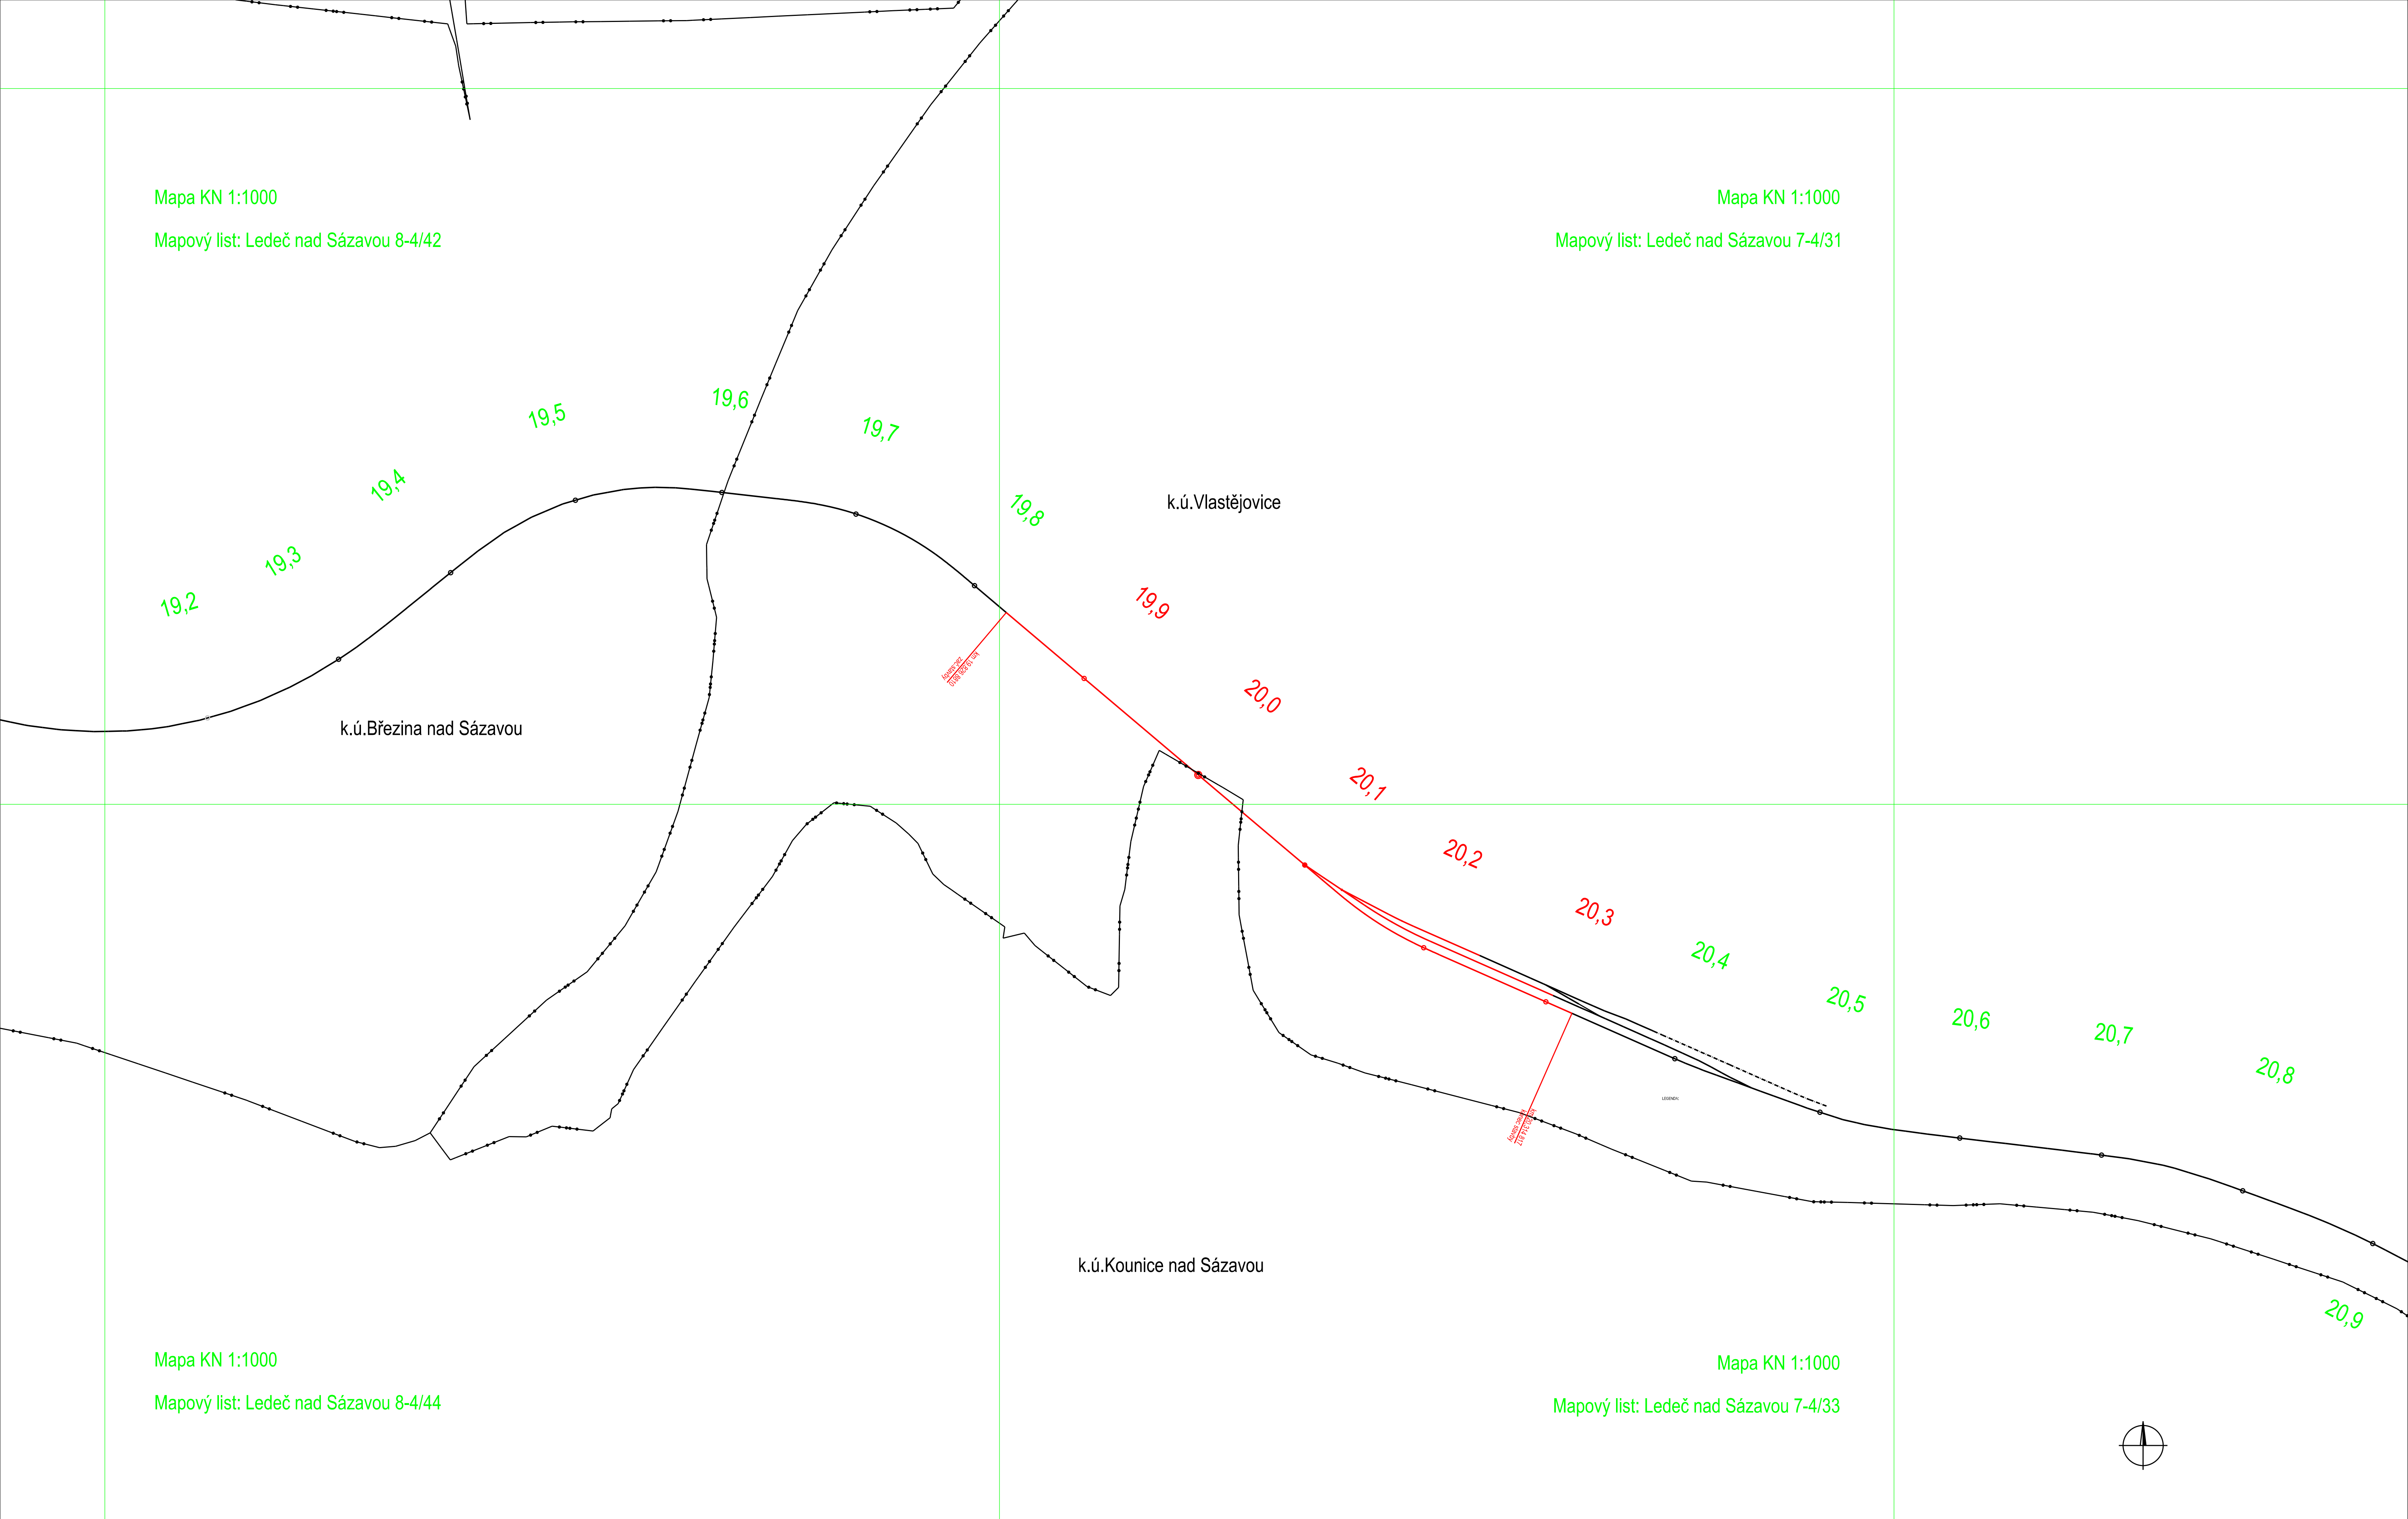 Mapa KN 1:1000
Mapový list: Ledeč nad Sázavou 8-4/42
Mapa KN 1:1000
Mapový list: Ledeč nad Sázavou 7-4/31
19,2
19,3
19,4
19,5
19,6
19,7
19,8
19,9
20,0
20,1
20,2
20,3
20,4
20,5
20,6
20,7
20,8
20,9
k.ú.Vlastějovice
k.ú.Březina nad Sázavou
k.ú.Kounice nad Sázavou
LEGENDY:
Mapa KN 1:1000
Mapový list: Ledeč nad Sázavou 8-4/44
Mapa KN 1:1000
Mapový list: Ledeč nad Sázavou 7-4/33